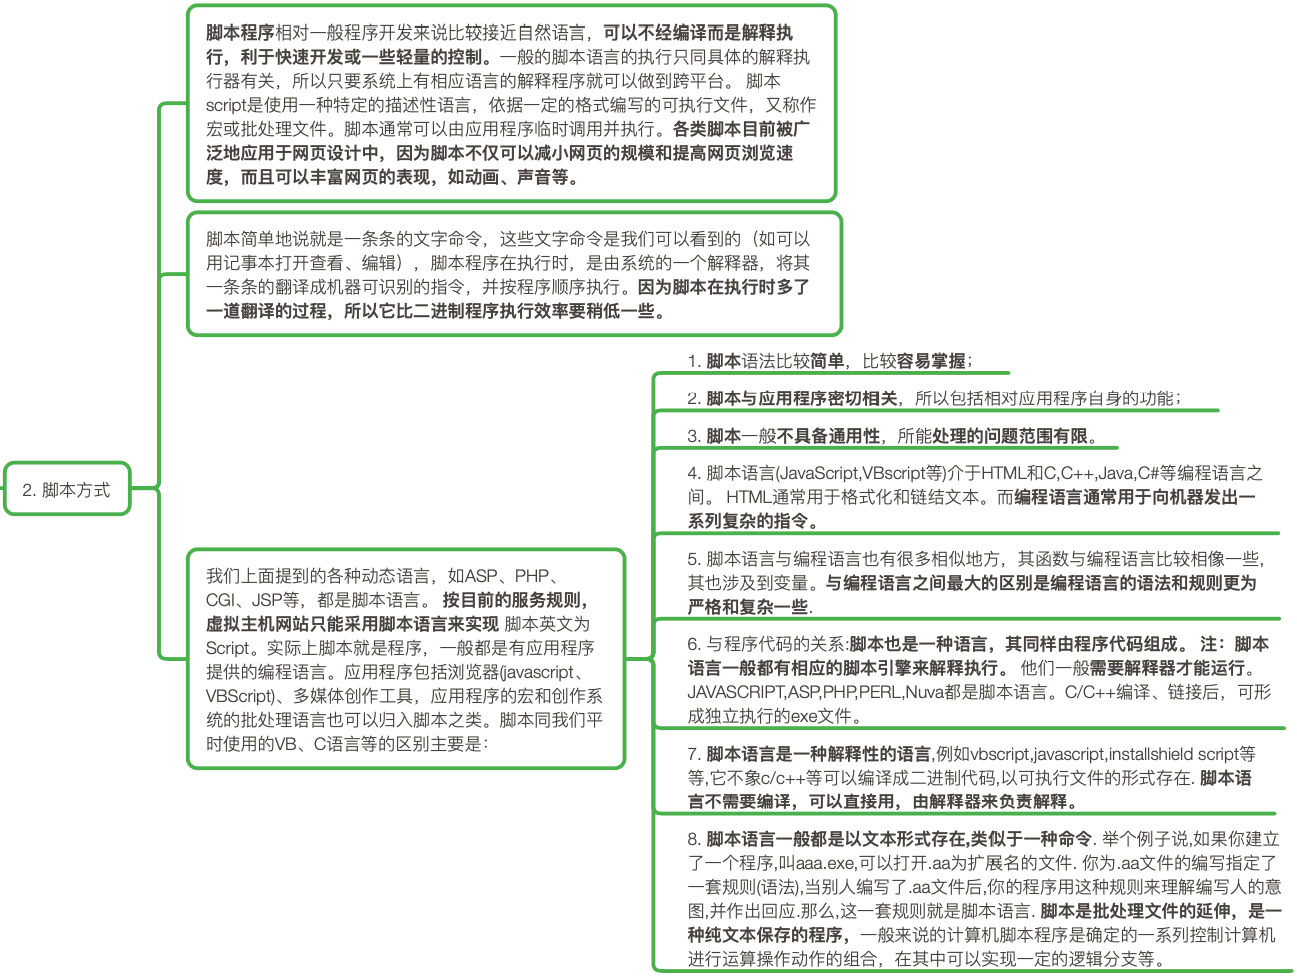 脚本程序相对一般程序开发来说比较接近自然语言，可以不经编译而是解释执
行，利于快速开发或一些轻量的控制。一般的脚本语言的执行只同具体的解释执
行器有关，所以只要系统上有相应语言的解释程序就可以做到跨平台。 脚本
script是使用一种特定的描述性语言，依据一定的格式编写的可执行文件，又称作
宏或批处理文件。脚本通常可以由应用程序临时调用并执行。各类脚本目前被广
泛地应用于网页设计中，因为脚本不仅可以减小网页的规模和提高网页浏览速
度，而且可以丰富网页的表现，如动画、声音等。
脚本简单地说就是一条条的文字命令，这些文字命令是我们可以看到的（如可以
用记事本打开查看、编辑），脚本程序在执行时，是由系统的一个解释器，将其
一条条的翻译成机器可识别的指令，并按程序顺序执行。因为脚本在执行时多了
一道翻译的过程，所以它比二进制程序执行效率要稍低一些。
2. 脚本方式
我们上面提到的各种动态语言，如ASP、PHP、
CGI、JSP等，都是脚本语言。 按目前的服务规则，
虚拟主机网站只能采用脚本语言来实现 脚本英文为
Script。实际上脚本就是程序，一般都是有应用程序
提供的编程语言。应用程序包括浏览器(javascript、
VBScript)、多媒体创作工具，应用程序的宏和创作系
统的批处理语言也可以归入脚本之类。脚本同我们平
时使用的VB、C语言等的区别主要是：
1. 脚本语法比较简单，比较容易掌握；
2. 脚本与应用程序密切相关，所以包括相对应用程序自身的功能；
3. 脚本一般不具备通用性，所能处理的问题范围有限。
4. 脚本语言(JavaScript,VBscript等)介于HTML和C,C++,Java,C#等编程语言之
间。 HTML通常用于格式化和链结文本。而编程语言通常用于向机器发出一
系列复杂的指令。
5. 脚本语言与编程语言也有很多相似地方，其函数与编程语言比较相像一些，
其也涉及到变量。与编程语言之间最大的区别是编程语言的语法和规则更为
严格和复杂一些.
6. 与程序代码的关系:脚本也是一种语言，其同样由程序代码组成。 注：脚本
语言一般都有相应的脚本引擎来解释执行。 他们一般需要解释器才能运行。
JAVASCRIPT,ASP,PHP,PERL,Nuva都是脚本语言。C/C++编译、链接后，可形
成独立执行的exe文件。
7. 脚本语言是一种解释性的语言,例如vbscript,javascript,installshield script等
等,它不象c/c++等可以编译成二进制代码,以可执行文件的形式存在. 脚本语
言不需要编译，可以直接用，由解释器来负责解释。
8. 脚本语言一般都是以文本形式存在,类似于一种命令. 举个例子说,如果你建立
了一个程序,叫aaa.exe,可以打开.aa为扩展名的文件. 你为.aa文件的编写指定了
一套规则(语法),当别人编写了.aa文件后,你的程序用这种规则来理解编写人的意
图,并作出回应.那么,这一套规则就是脚本语言. 脚本是批处理文件的延伸，是一
种纯文本保存的程序，一般来说的计算机脚本程序是确定的一系列控制计算机
进行运算操作动作的组合，在其中可以实现一定的逻辑分支等。